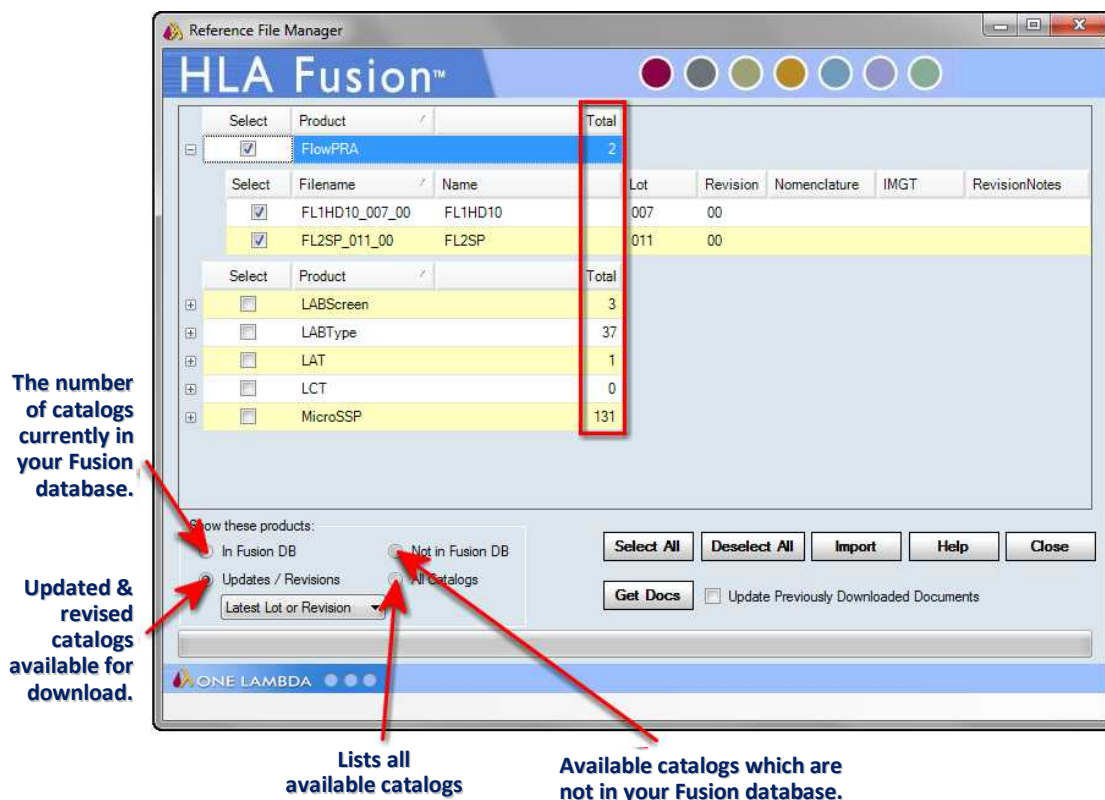 Reference File Manager
HLA Fusion™
Select Product Total
FlowPRA 2
Select Filename Name Lot Revision Nomenclature IMGT RevisionNotes
FL1HD10_007_00 FL1HD10 007 00
FL2SP_011_00 FL2SP 011 00
Select Product Total
LABScreen 3
LABType 37
LAT 1
LCT 0
MicroSSP 131
The number
of catalogs
currently in
your Fusion
database.
Show these products:
In Fusion DB Not in Fusion DB
Updates / Revisions All Catalogs
Latest Lot or Revision
Select All Deselect All Import Help Close
Get Docs Update Previously Downloaded Documents
Updated &
revised
catalogs
available for
download.
ONE LAMBDA
Lists all
available catalogs
Available catalogs which are
not in your Fusion database.